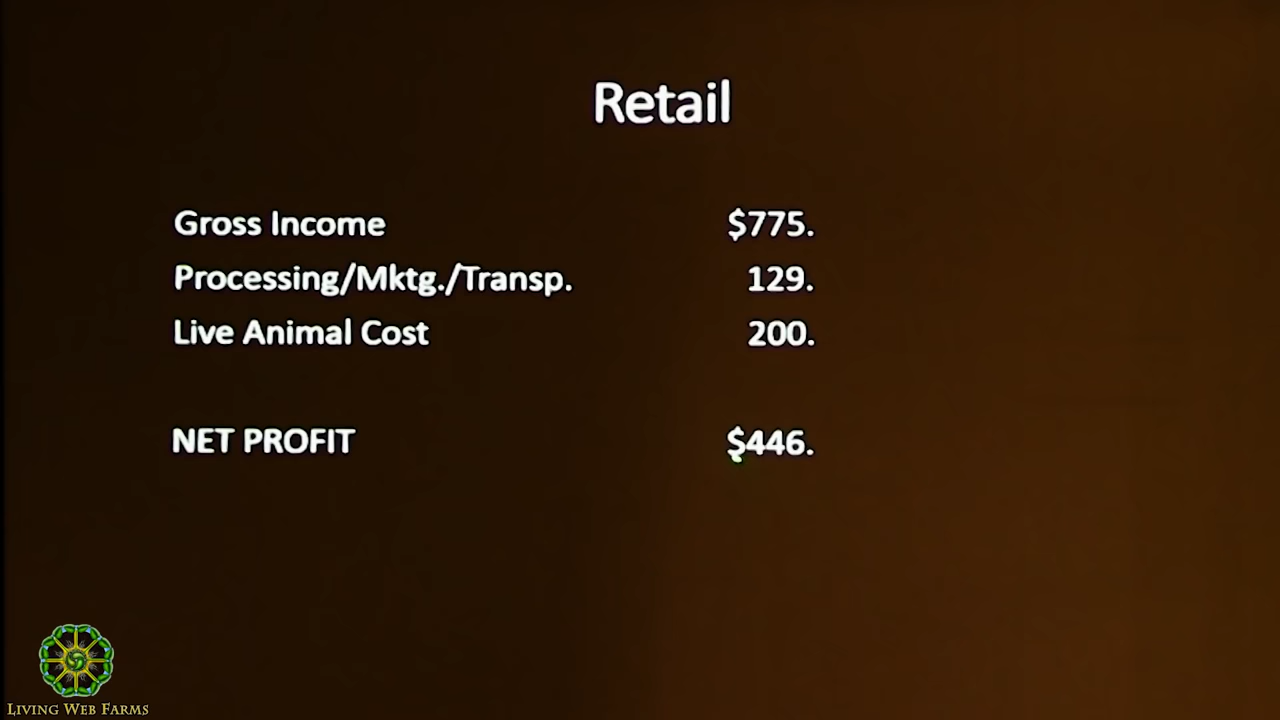 Retail
Gross Income $775.
Processing/Mktg./Transp. 129.
Live Animal Cost 200.
NET PROFIT $446.
LIVING WEB FARMS